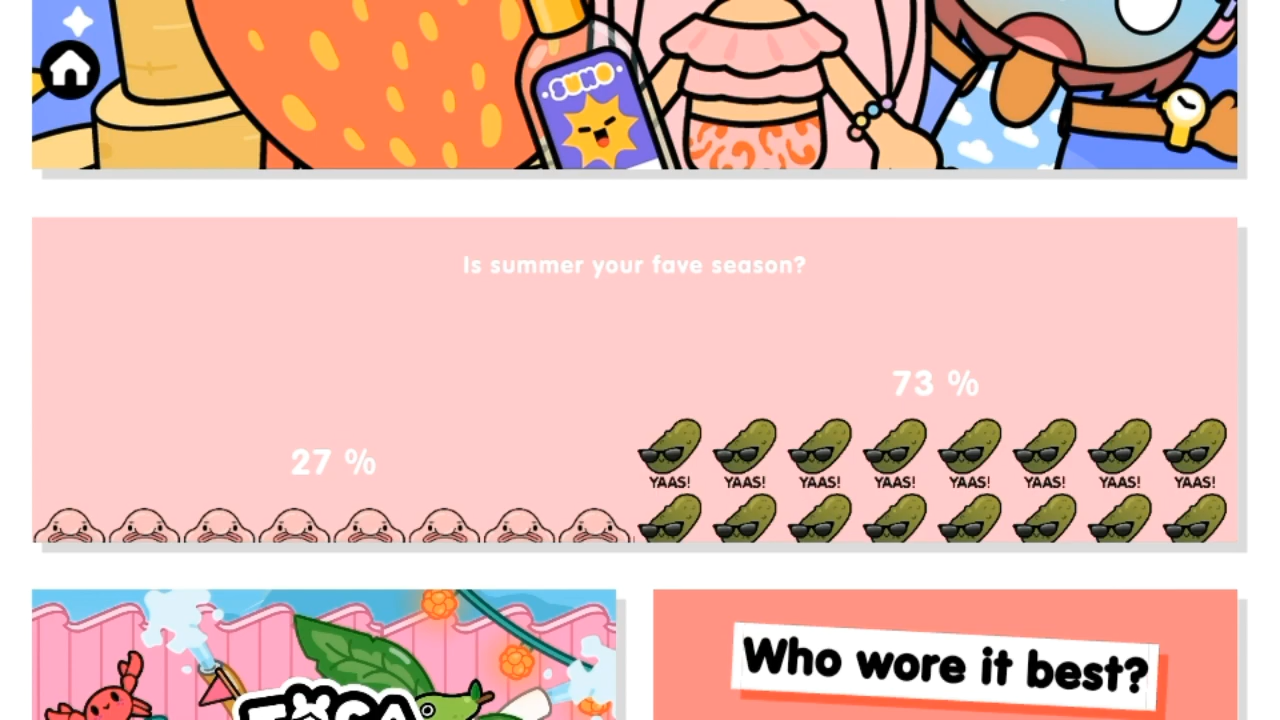 SUNO
Is summer your fave season?
73 %
27 %
YAAS! YAAS! YAAS! YAAS! YAAS! YAAS! YAAS! YAAS!
TOCA
Who wore it best?